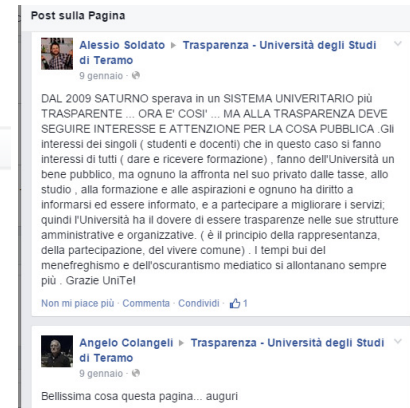 Post sulla Pagina
Alessio Soldato ▸ Trasparenza - Università degli Studi
di Teramo
9 gennaio ·
DAL 2009 SATURNO sperava in un SISTEMA UNIVERITARIO più
TRASPARENTE ... ORA E' COSI' ... MA ALLA TRASPARENZA DEVE
SEGUIRE INTERESSE E ATTENZIONE PER LA COSA PUBBLICA .Gli
interessi dei singoli ( studenti e docenti) che in questo caso si fanno
interessi di tutti ( dare e ricevere formazione) , fanno dell'Università un
bene pubblico, ma ognuno la affronta nel suo privato dalle tasse, allo
studio , alla formazione e alle aspirazioni e ognuno ha diritto a
informarsi ed essere informato, e a partecipare a migliorare i servizi;
quindi l'Università ha il dovere di essere trasparenze nelle sue strutture
amministrative e organizzative. ( è il principio della rappresentanza,
della partecipazione, del vivere comune) . I tempi bui del
menefreghismo e dell'oscurantismo mediatico si allontanano sempre
più . Grazie UniTe!
Non mi piace più · Commenta · Condividi · 1
Angelo Colangeli ▸ Trasparenza - Università degli Studi
di Teramo
9 gennaio ·
Bellissima cosa questa pagina... auguri